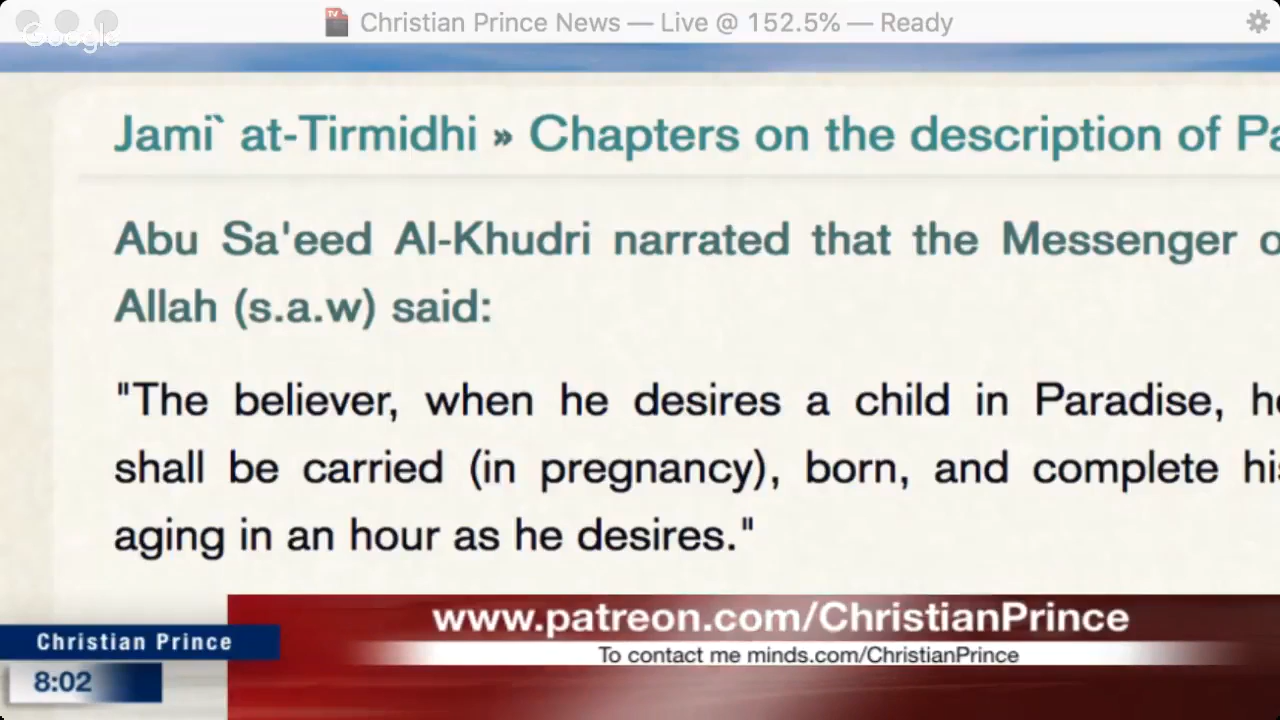 Christian Prince News — Live @ 152.5% — Ready
Google
Jami` at-Tirmidhi » Chapters on the description of
Abu Sa'eed Al-Khudri narrated that the Messenger
Allah (s.a.w) said:
"The believer, when he desires a child in Paradise,
shall be carried (in pregnancy), born, and complete
aging in an hour as he desires."
www.patreon.com/ChristianPrince
To contact me minds.com/ChristianPrince
Christian Prince
8:02